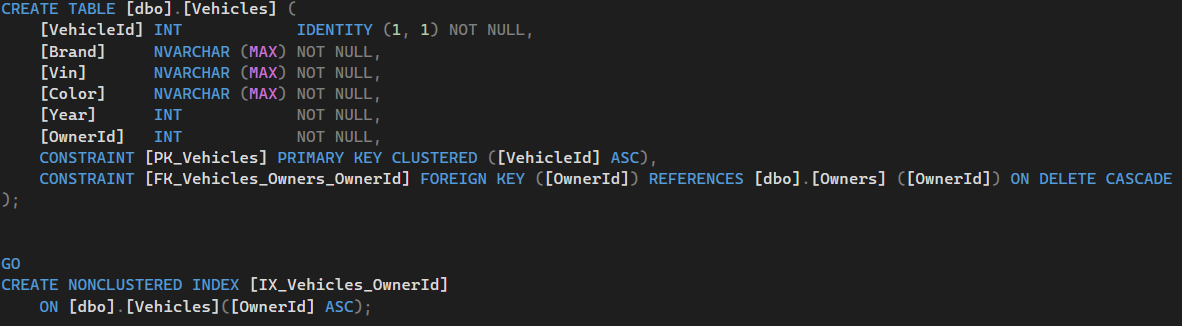 CREATE TABLE [dbo].[Vehicles] (
    [VehicleId] INT            IDENTITY (1, 1) NOT NULL,
    [Brand]     NVARCHAR (MAX) NOT NULL,
    [Vin]       NVARCHAR (MAX) NOT NULL,
    [Color]     NVARCHAR (MAX) NOT NULL,
    [Year]      INT            NOT NULL,
    [OwnerId]   INT            NOT NULL,
    CONSTRAINT [PK_Vehicles] PRIMARY KEY CLUSTERED ([VehicleId] ASC),
    CONSTRAINT [FK_Vehicles_Owners_OwnerId] FOREIGN KEY ([OwnerId]) REFERENCES [dbo].[Owners] ([OwnerId]) ON DELETE CASCADE
);
GO
CREATE NONCLUSTERED INDEX [IX_Vehicles_OwnerId]
    ON [dbo].[Vehicles]([OwnerId] ASC);